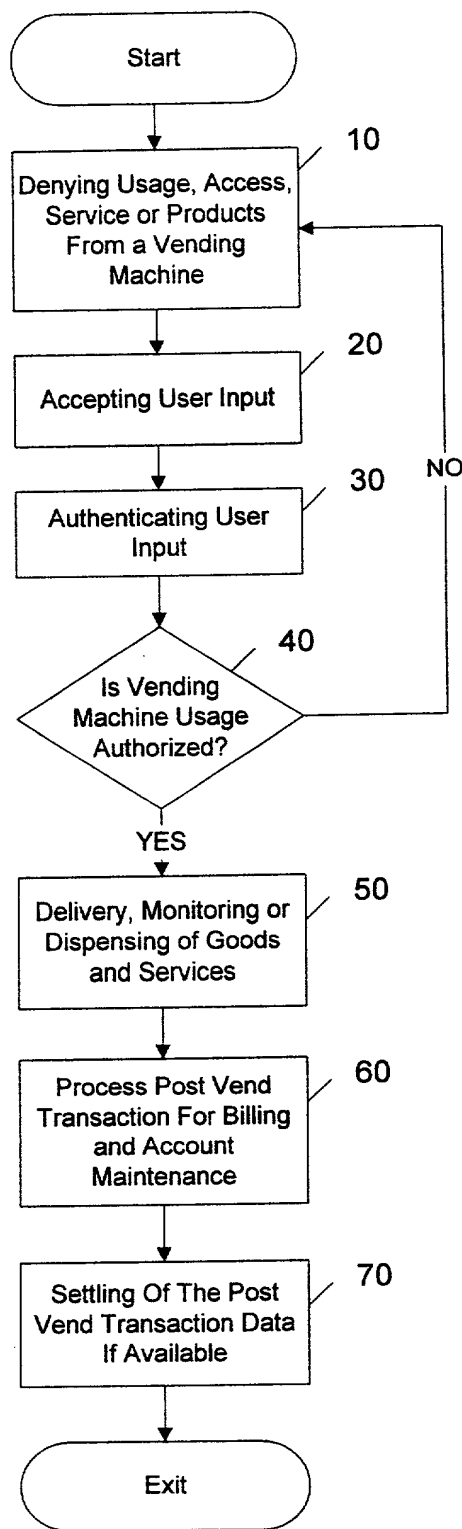 Start
10
Denying Usage, Access,
Service or Products
From a Vending
Machine
20
Accepting User Input
30
Authenticating User
Input
NO
40
Is Vending
Machine Usage
Authorized?
YES
50
Delivery, Monitoring or
Dispensing of Goods
and Services
60
Process Post Vend
Transaction For Billing
and Account
Maintenance
70
Settling Of The Post
Vend Transaction Data
If Available
Exit